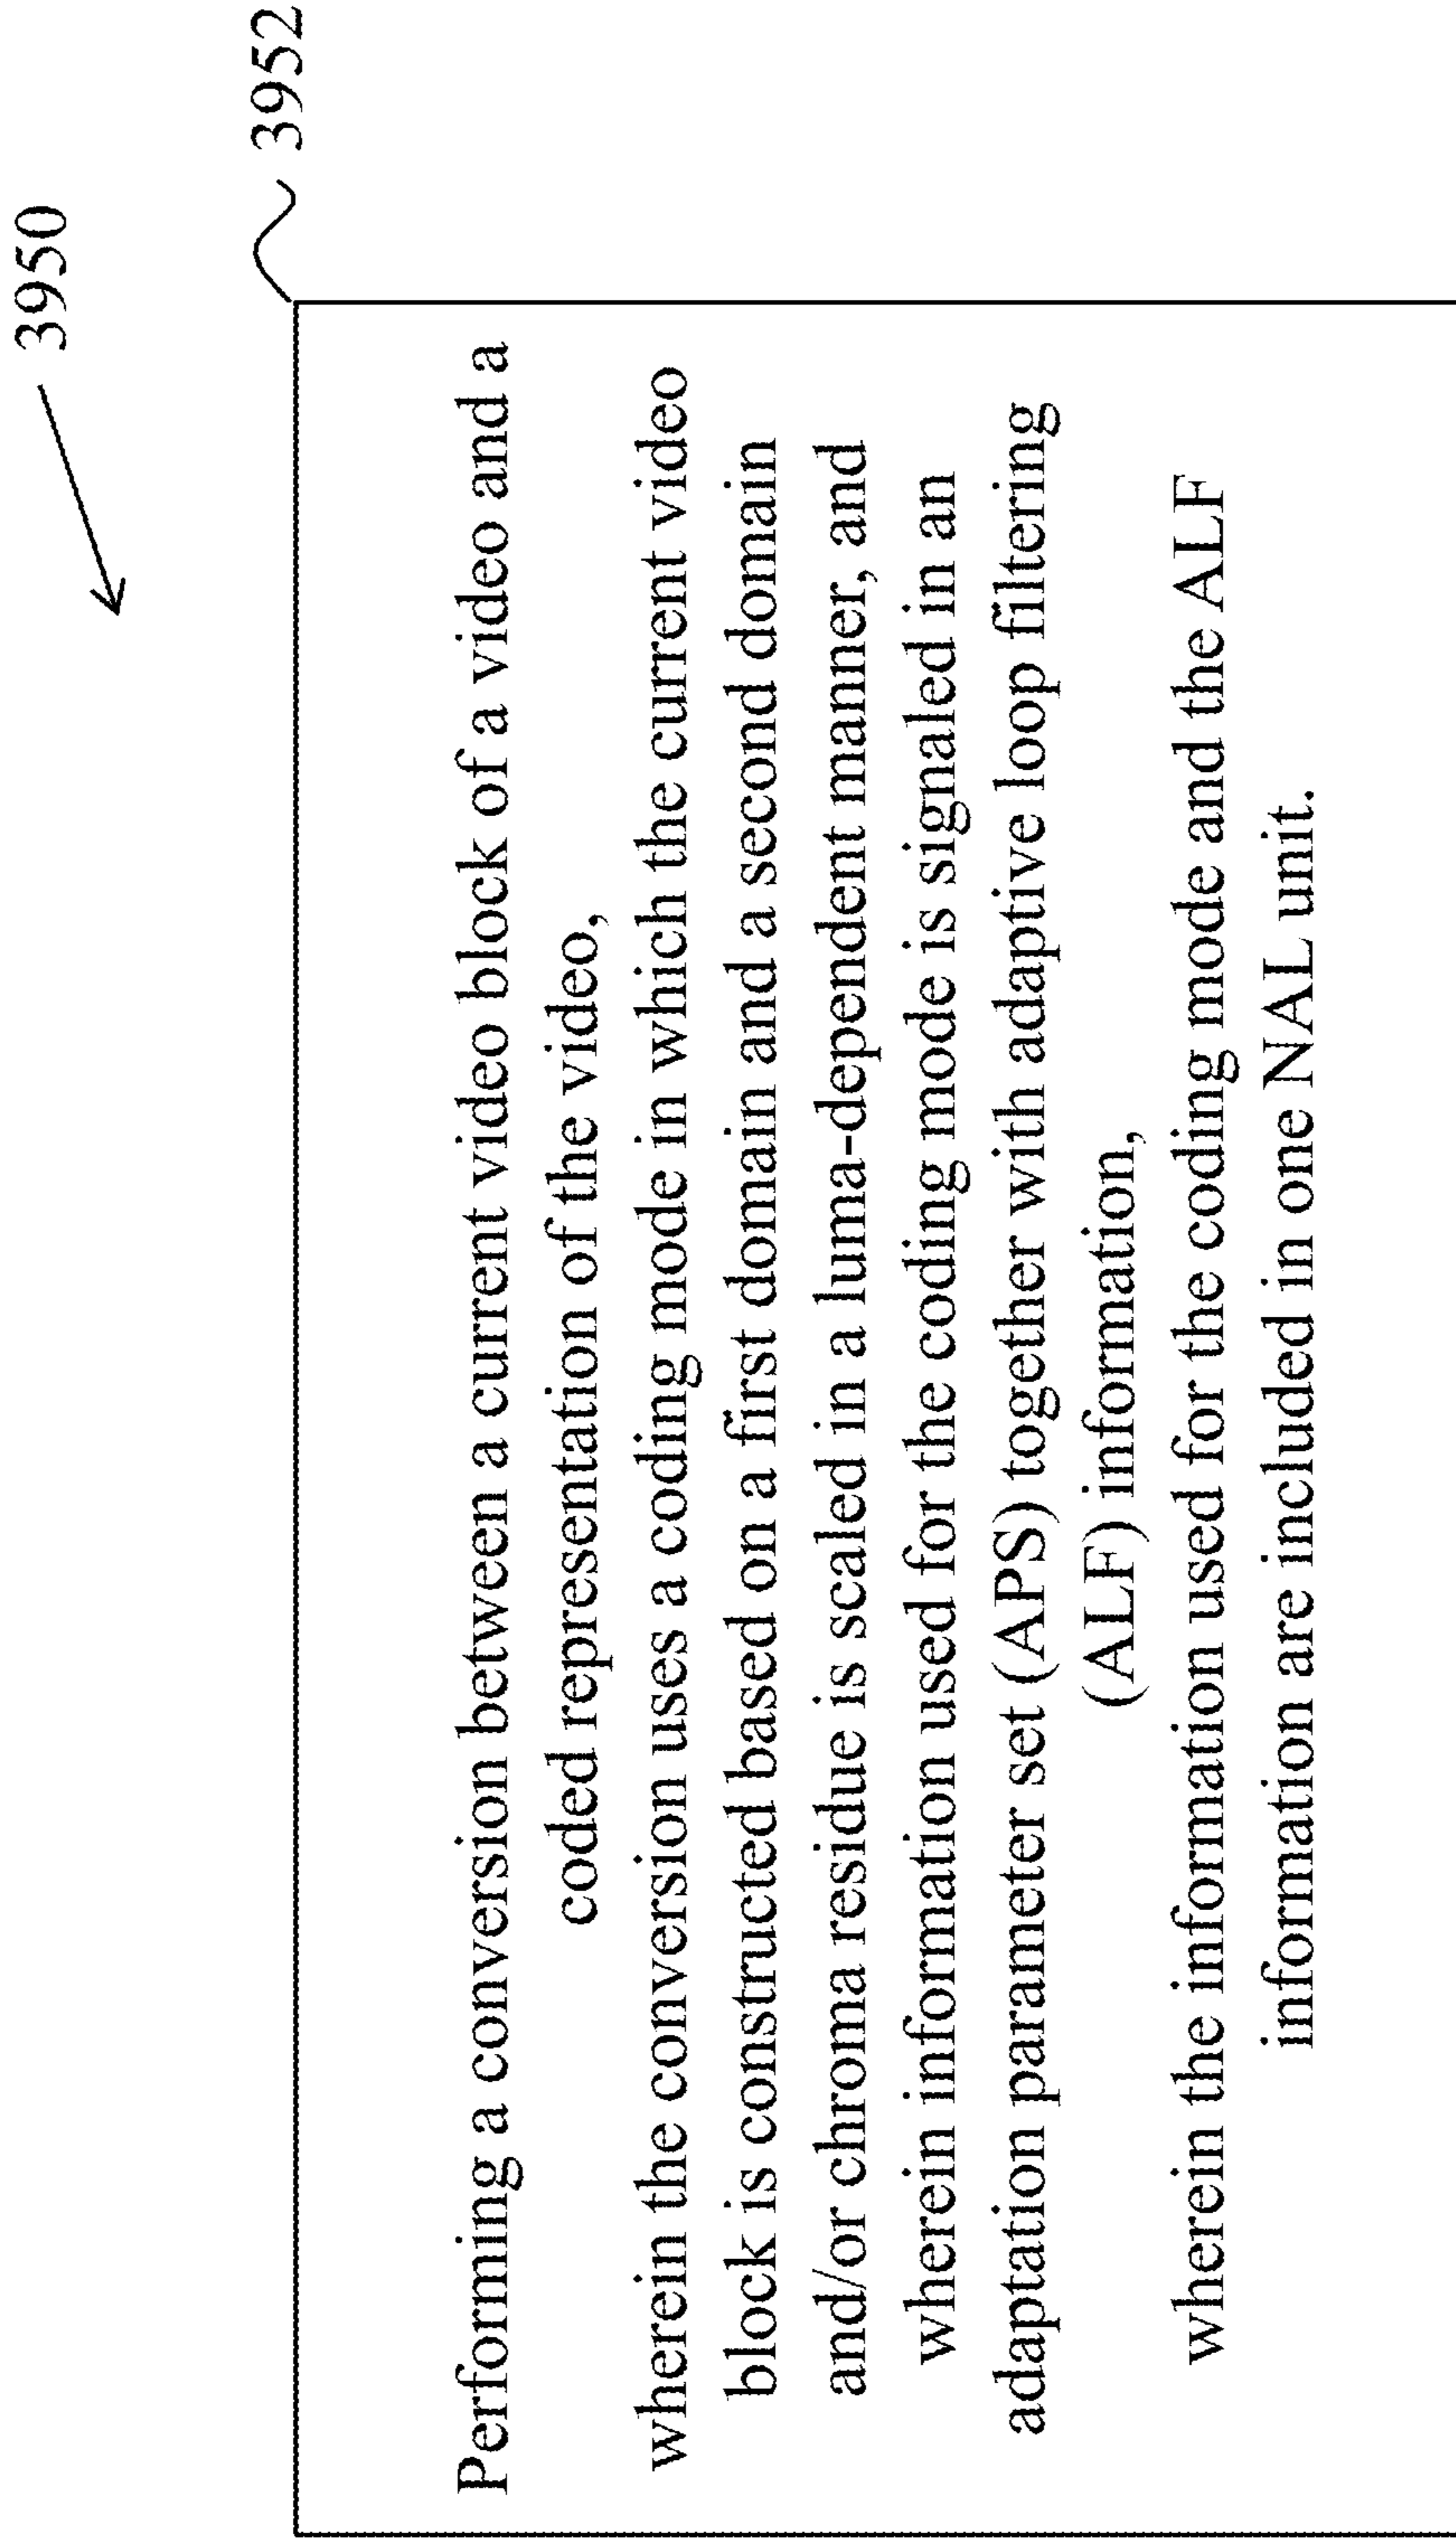 3950
3952
Performing a conversion between a current video block of a video and a
coded representation of the video,
wherein the conversion uses a coding mode in which the current video
block is constructed based on a first domain and a second domain
and/or chroma residue is scaled in a luma-dependent manner, and
wherein information used for the coding mode is signaled in an
adaptation parameter set (APS) together with adaptive loop filtering
(ALF) information,
wherein the information used for the coding mode and the ALF
information are included in one NAL unit.